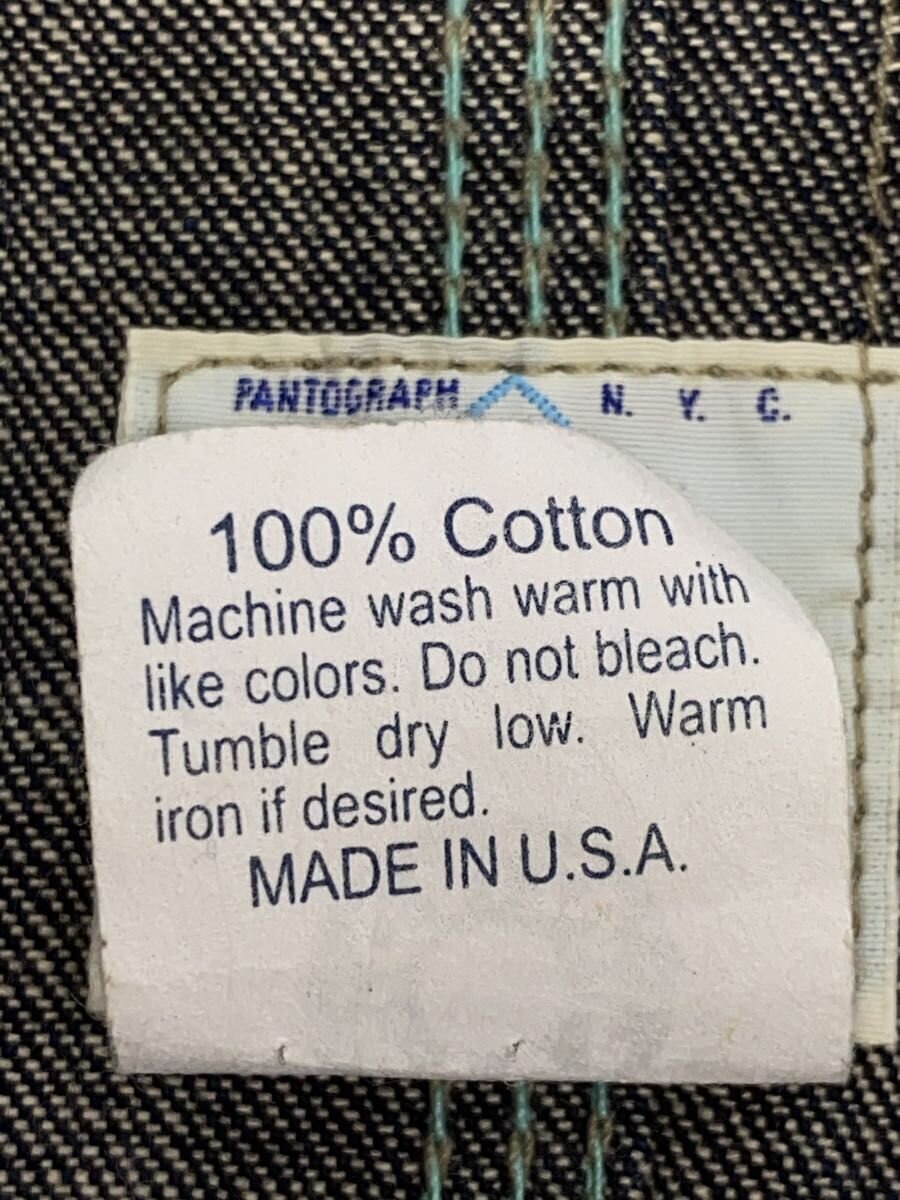 PANTOGRAPH N. Y. C.
100% Cotton
Machine wash warm with
like colors. Do not bleach.
Tumble dry low. Warm
iron if desired.
MADE IN U.S.A.